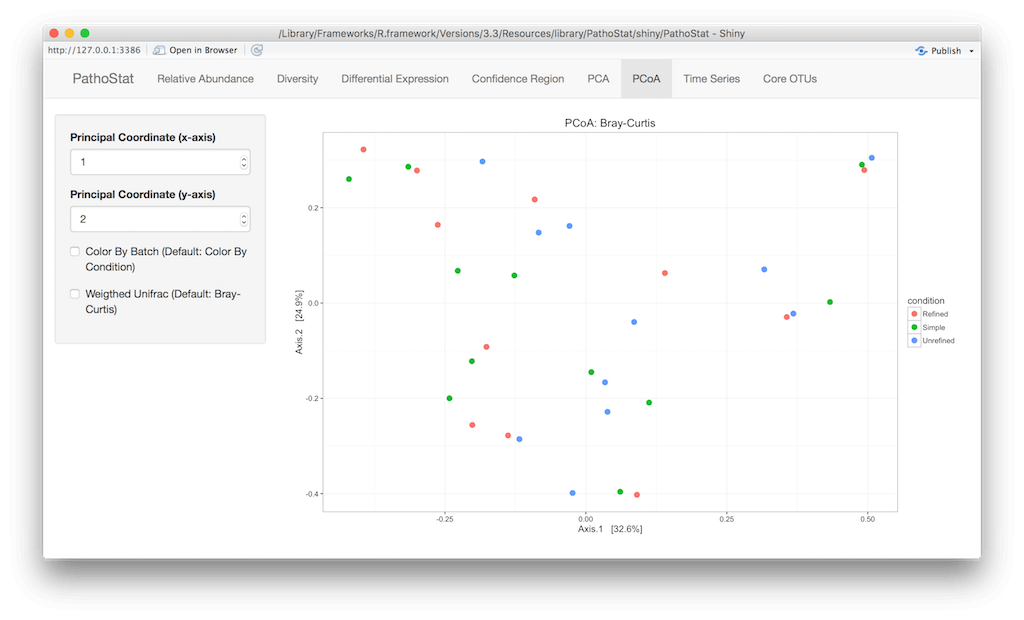 /Library/Frameworks/R.framework/Versions/3.3/Resources/library/PathoStat/shiny/PathoStat - Shiny
http://127.0.0.1:3386 Open in Browser Publish
PathoStat Relative Abundance Diversity Differential Expression Confidence Region PCA PCoA Time Series Core OTUs
Principal Coordinate (x-axis)
1
Principal Coordinate (y-axis)
2
Color By Batch (Default: Color By
Condition)
Weigthed Unifrac (Default: Bray-
Curtis)
PCoA: Bray-Curtis
0.2
0.0
-0.2
-0.4
Axis.2 [24.9%]
-0.25 0.00 0.25 0.50
Axis.1 [32.6%]
condition
Refined
Simple
Unrefined